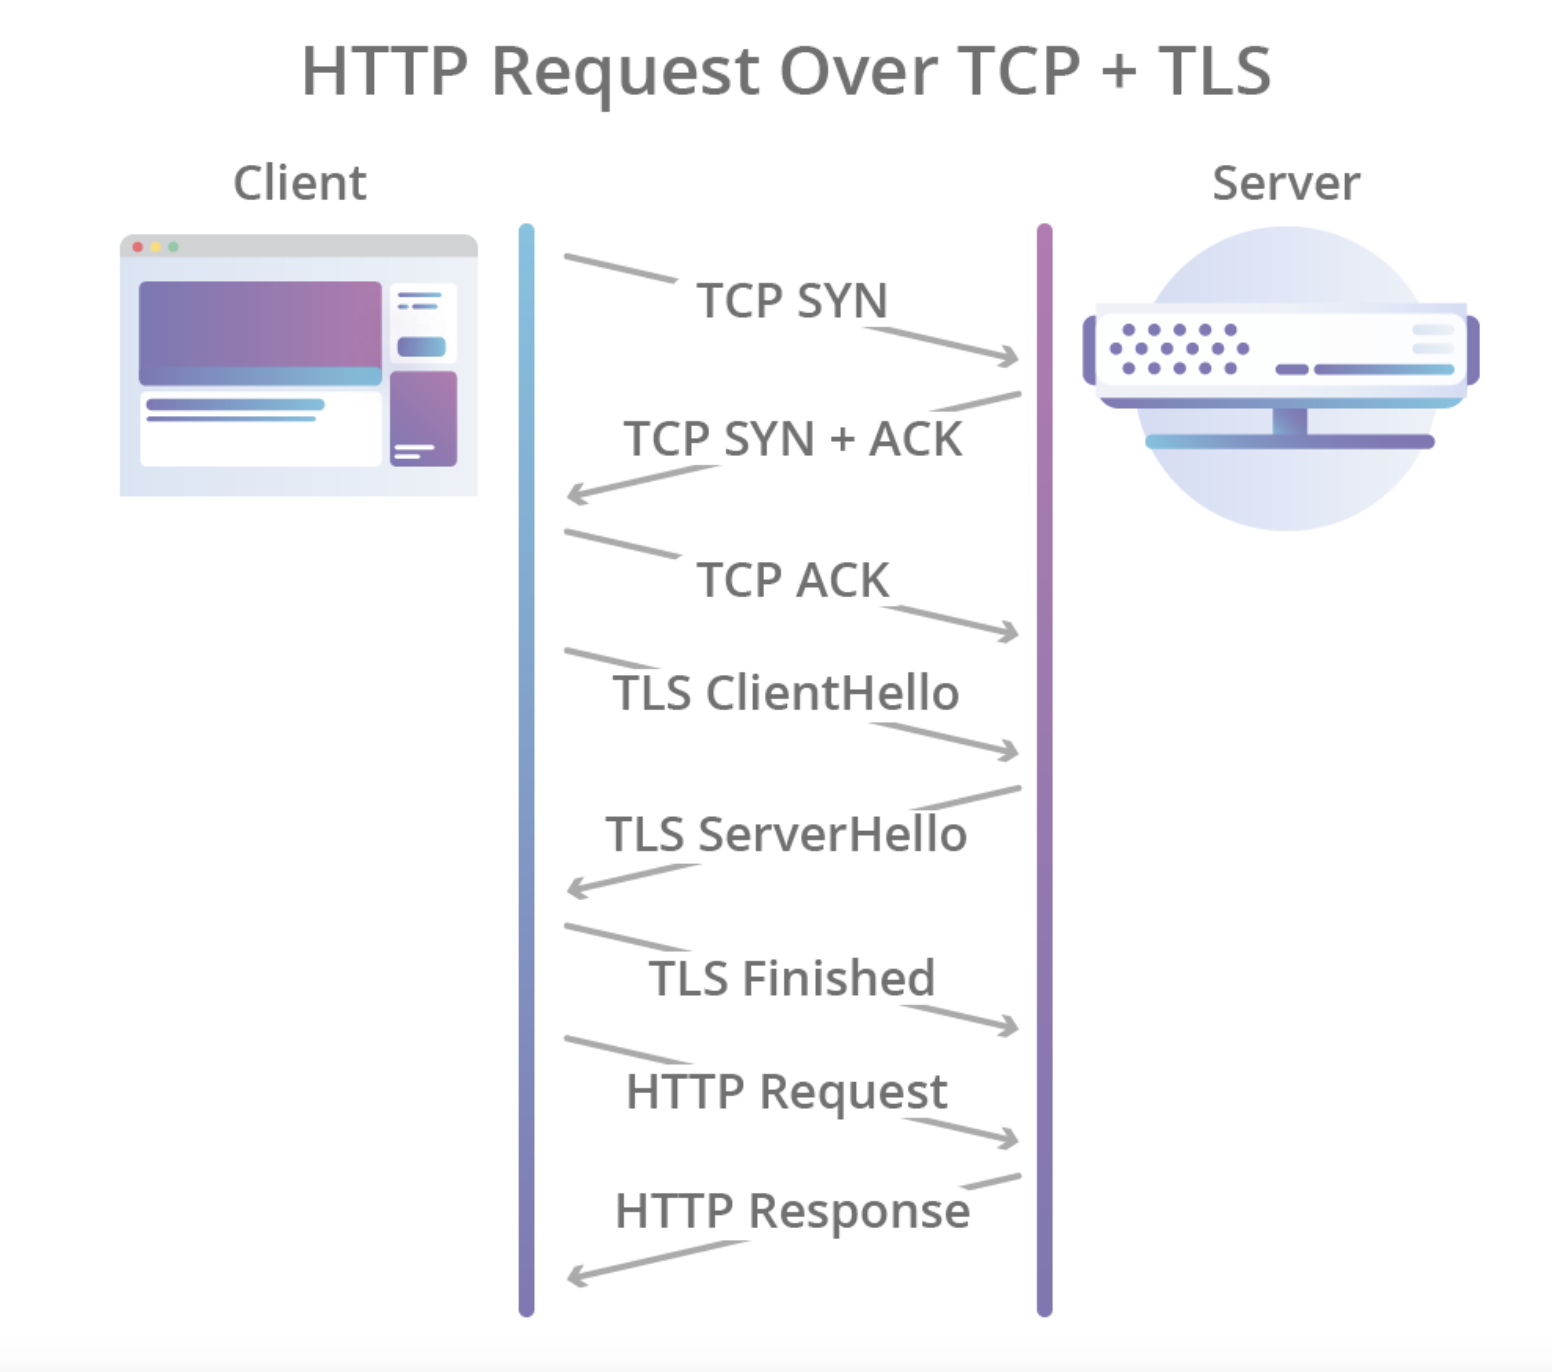 HTTP Request Over TCP + TLS
Client
Server
TCP SYN
TCP SYN + ACK
TCP ACK
TLS ClientHello
TLS ServerHello
TLS Finished
HTTP Request
HTTP Response